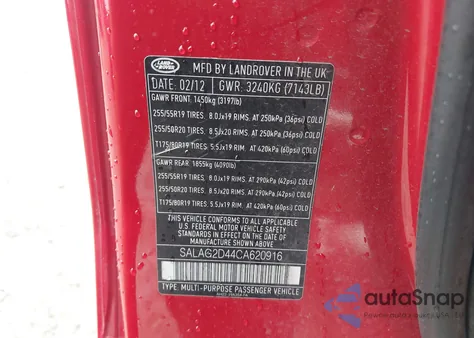 LAND ROVER
MFD BY LANDROVER IN THE UK
DATE: 02/12 GWR: 3240KG (7143LB)
GAWR FRONT: 1450kg (3197lb)
255/55R19 TIRES: 8.0Jx19 RIMS. AT 250kPa (36psi) COLD
255/50R20 TIRES: 8.5Jx20 RIMS. AT 250kPa (36psi) COLD
T175/80R19 TIRES: 5.5Jx19 RIM. AT 420kPa (60psi) COLD
GAWR REAR: 1855kg (4090lb)
255/55R19 TIRES: 8.0Jx19 RIMS. AT 290kPa (42psi) COLD
255/50R20 TIRES: 8.5Jx20 RIMS. AT 290kPa (42psi) COLD
T175/80R19 TIRES: 5.5Jx19 RIM. AT 420kPa (60psi) COLD
THIS VEHICLE CONFORMS TO ALL APPLICABLE
U.S. FEDERAL MOTOR VEHICLE SAFETY
STANDARDS IN EFFECT ON THE DATE OF
MANUFACTURE SHOWN ABOVE
SALAG2D44CA620916
TYPE: MULTI-PURPOSE PASSENGER VEHICLE
autoSnap
POWERED BY